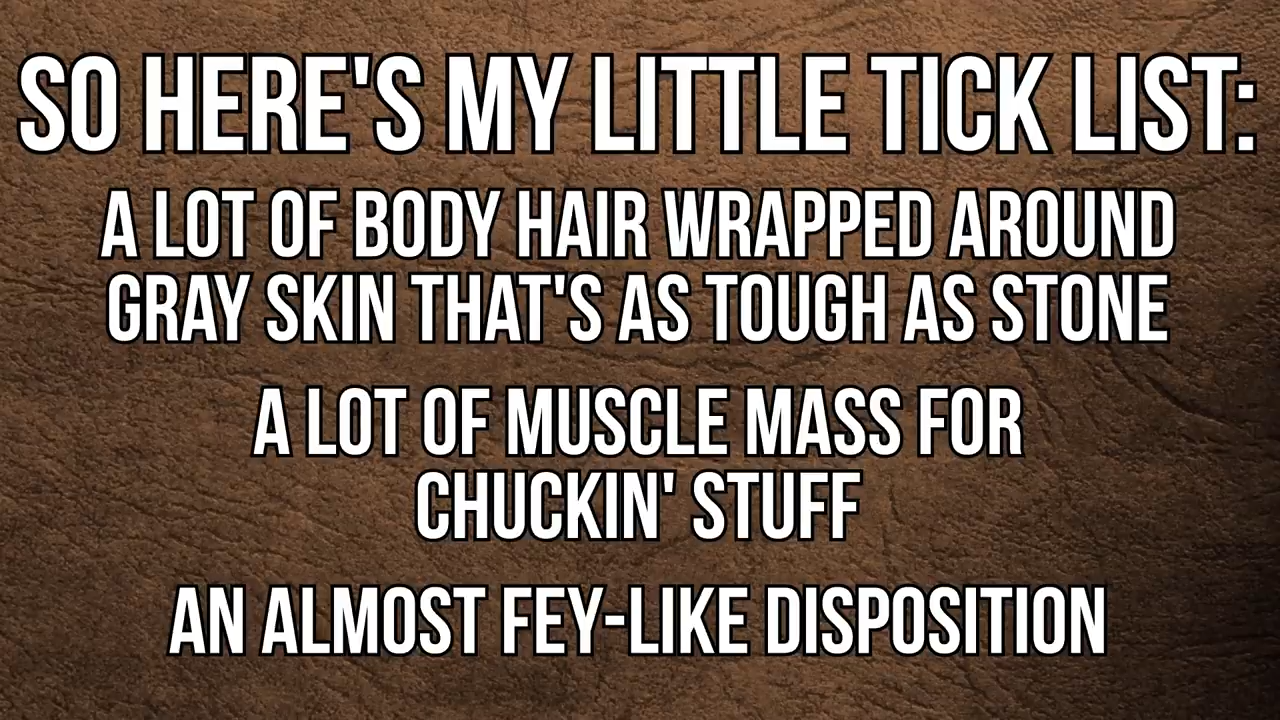 SO HERE'S MY LITTLE TICK LIST:
A LOT OF BODY HAIR WRAPPED AROUND
GRAY SKIN THAT'S AS TOUGH AS STONE
A LOT OF MUSCLE MASS FOR
CHUCKIN' STUFF
AN ALMOST FEY-LIKE DISPOSITION